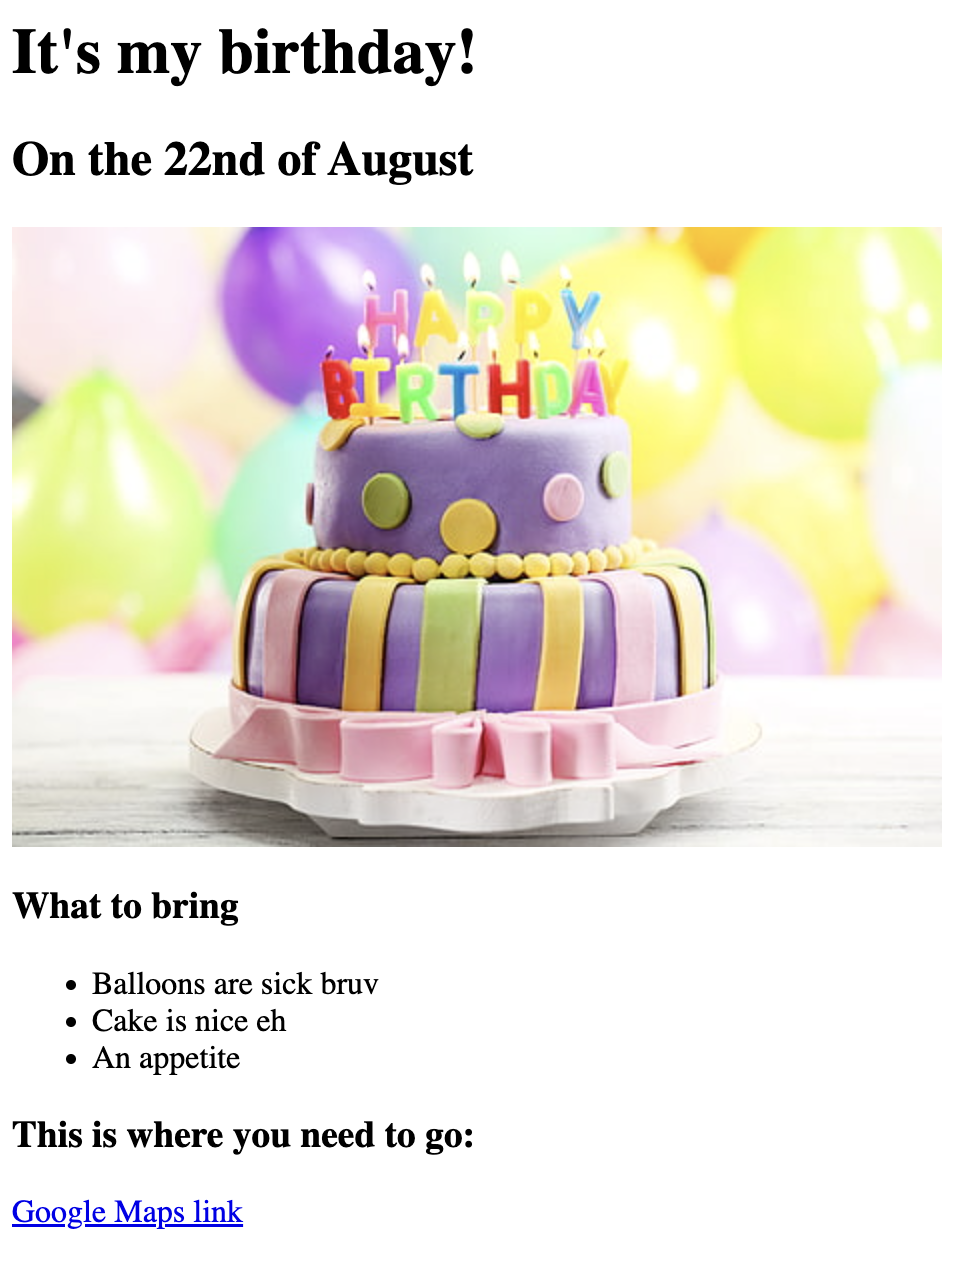 It's my birthday!
On the 22nd of August
HAPPY
BIRTHDAY
What to bring
Balloons are sick bruv
Cake is nice eh
An appetite
This is where you need to go:
Google Maps link